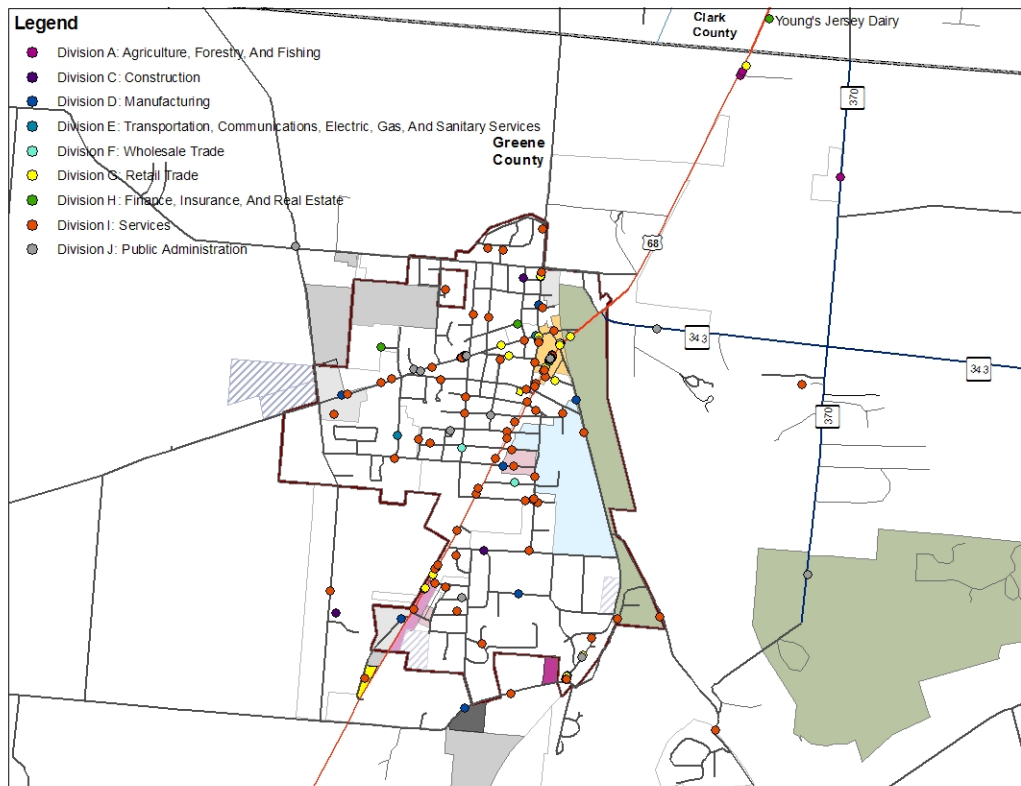 Legend
Division A: Agriculture, Forestry, And Fishing
Division C: Construction
Division D: Manufacturing
Division E: Transportation, Communications, Electric, Gas, And Sanitary Services
Division F: Wholesale Trade
Division G: Retail Trade
Division H: Finance, Insurance, And Real Estate
Division I: Services
Division J: Public Administration
Clark
County
Young's Jersey Dairy
370
Greene
County
68
343
343
370